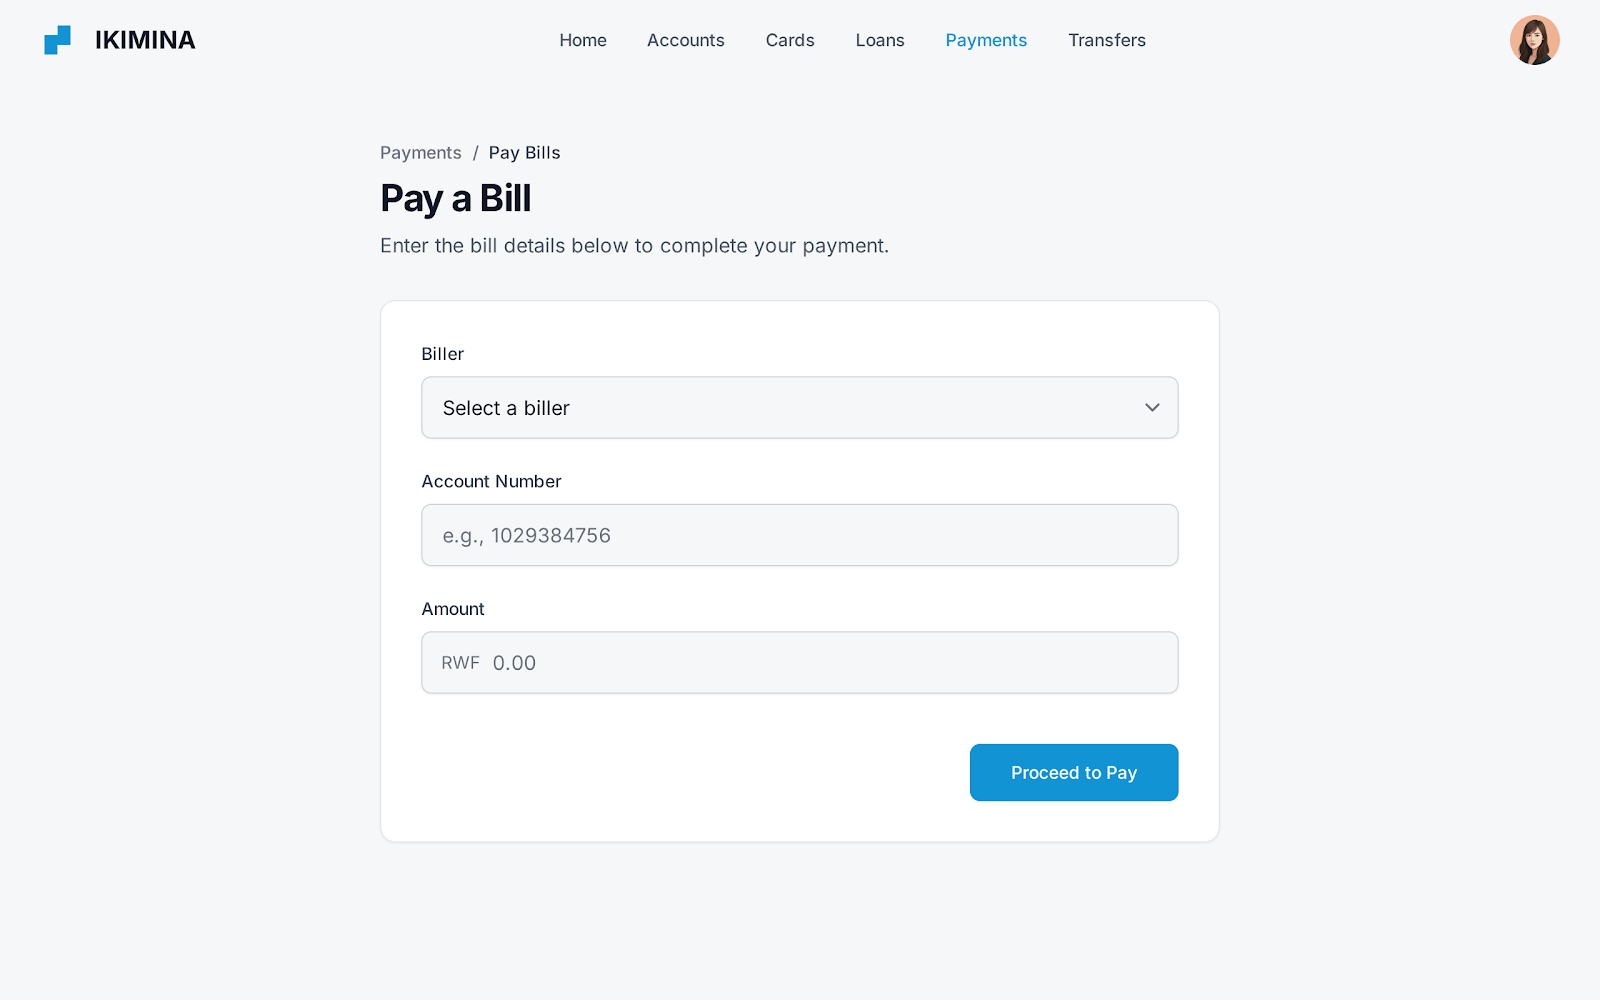 IKIMINA
Home Accounts Cards Loans Payments Transfers
Payments / Pay Bills
Pay a Bill
Enter the bill details below to complete your payment.
Biller
Select a biller
Account Number
e.g., 1029384756
Amount
RWF 0.00
Proceed to Pay